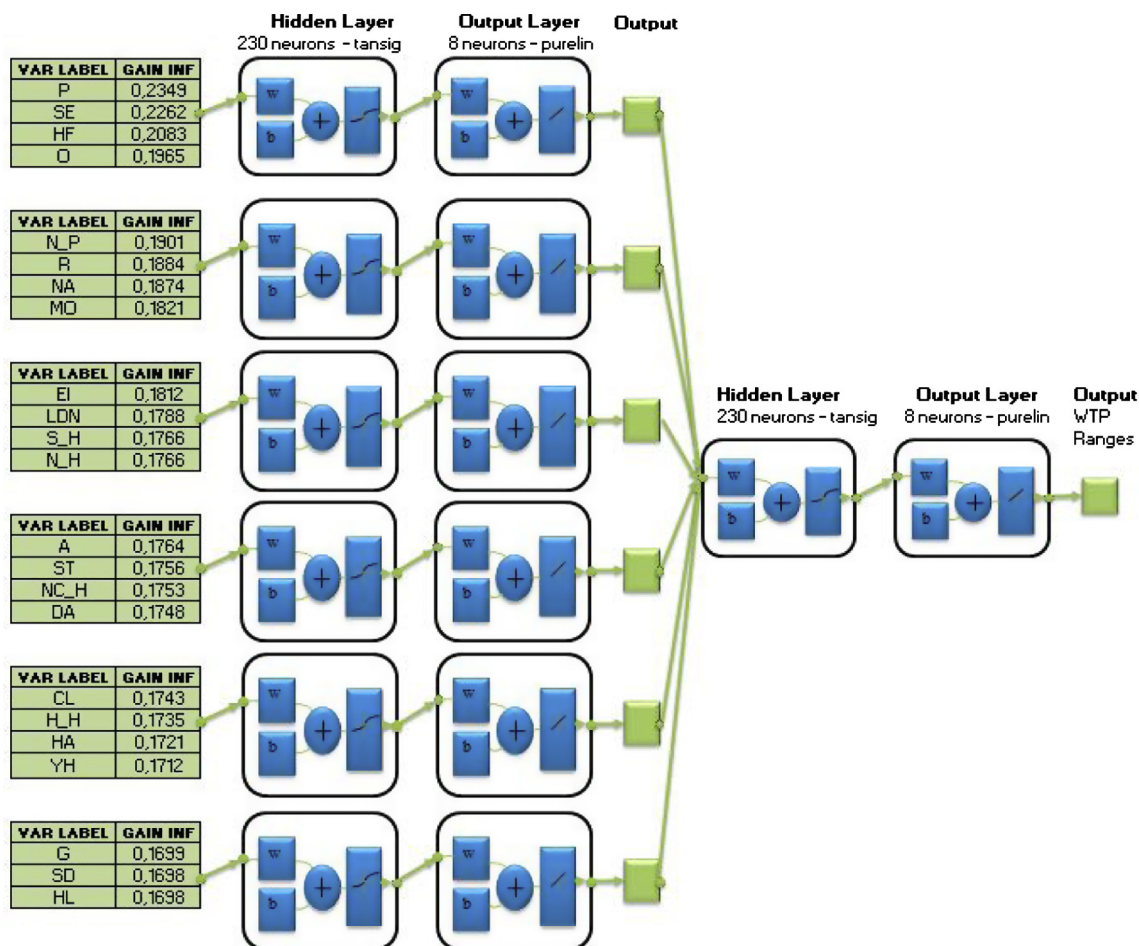 Hidden Layer
230 neurons - tansig
Output Layer
8 neurons - purelin
Output
VAR LABEL GAIN INF
P 0,2349
SE 0,2262
HF 0,2083
O 0,1965
w
b
+
w
b
+
VAR LABEL GAIN INF
N_P 0,1901
R 0,1884
NA 0,1874
MO 0,1821
w
b
+
w
b
+
VAR LABEL GAIN INF
EI 0,1812
LDN 0,1788
S_H 0,1766
N_H 0,1766
w
b
+
w
b
+
VAR LABEL GAIN INF
A 0,1764
ST 0,1756
NC_H 0,1753
DA 0,1748
w
b
+
w
b
+
VAR LABEL GAIN INF
CL 0,1743
H_H 0,1735
HA 0,1721
YH 0,1712
w
b
+
w
b
+
VAR LABEL GAIN INF
G 0,1699
SD 0,1698
HL 0,1698
w
b
+
w
b
+
Hidden Layer
230 neurons - tansig
Output Layer
8 neurons - purelin
Output
WTP
Ranges
w
b
+
w
b
+